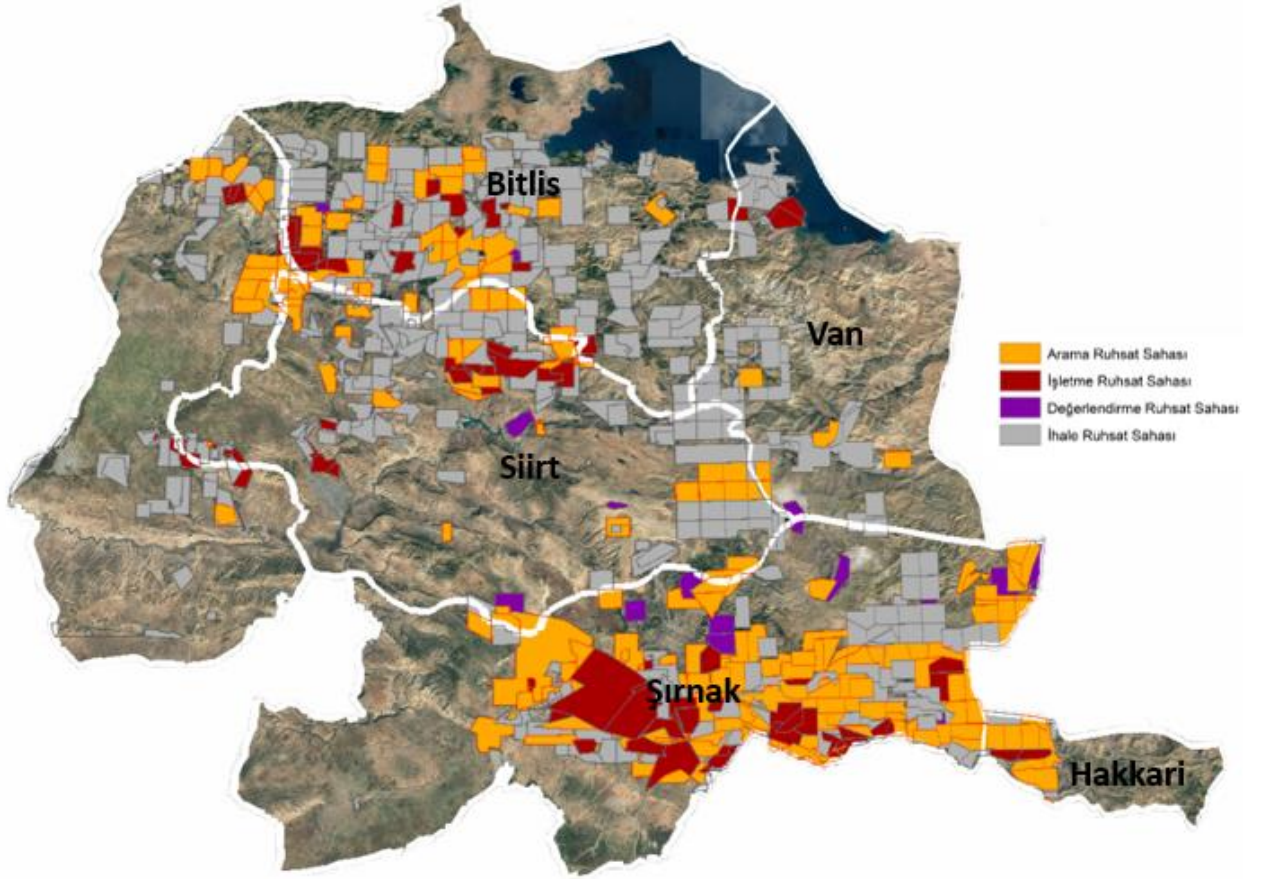 Bitlis
Van
Arama Ruhsat Sahası
İşletme Ruhsat Sahası
Değerlendirme Ruhsat Sahası
İhale Ruhsat Sahası
Siirt
Şırnak
Hakkari